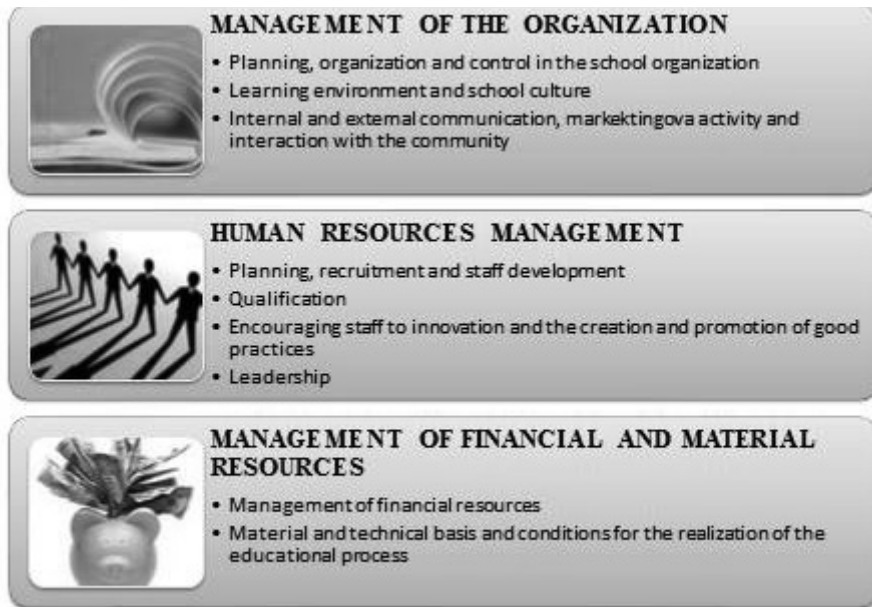 MANAGEMENT OF THE ORGANIZATION
• Planning, organization and control in the school organization
• Learning environment and school culture
• Internal and external communication, markektingova activity and
interaction with the community
HUMAN RESOURCES MANAGEMENT
• Planning, recruitment and staff development
• Qualification
• Encouraging staff to innovation and the creation and promotion of good
practices
• Leadership
MANAGEMENT OF FINANCIAL AND MATERIAL
RESOURCES
• Management of financial resources
• Material and technical basis and conditions for the realization of the
educational process